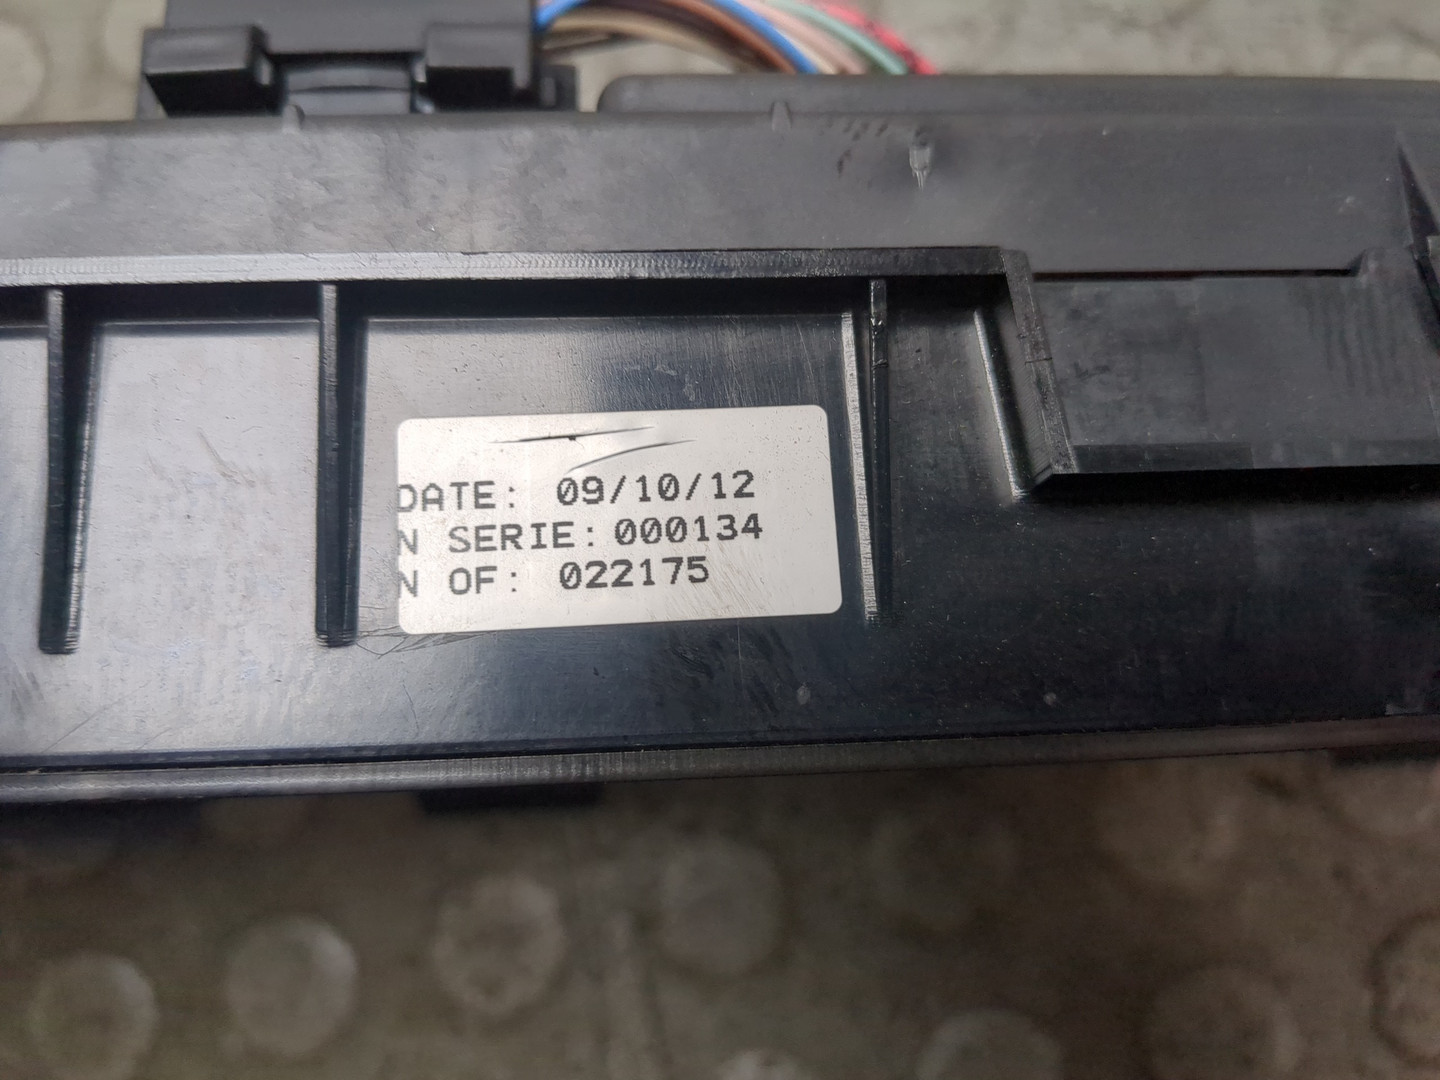 DATE: 09/10/12
N SERIE: 000134
N OF: 022175